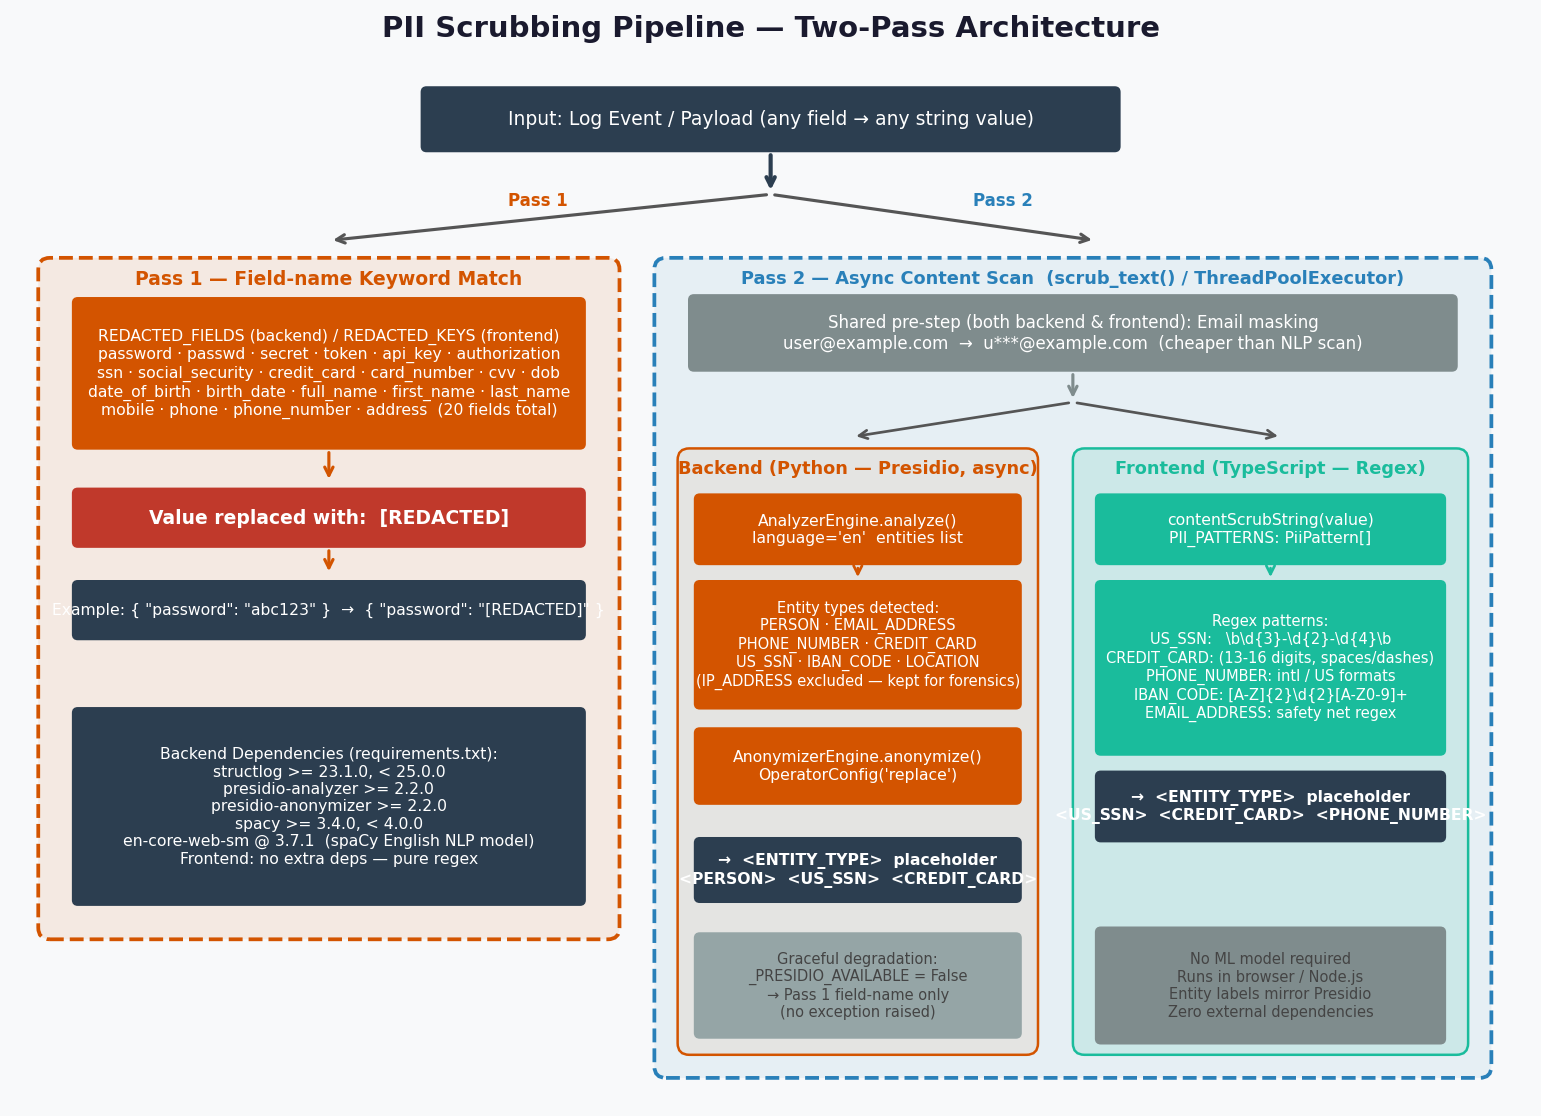 PII Scrubbing Pipeline — Two-Pass Architecture
Input: Log Event / Payload (any field → any string value)
Pass 1
Pass 2
Pass 1 — Field-name Keyword Match
REDACTED_FIELDS (backend) / REDACTED_KEYS (frontend)
password · passwd · secret · token · api_key · authorization
ssn · social_security · credit_card · card_number · cvv · dob
date_of_birth · birth_date · full_name · first_name · last_name
mobile · phone · phone_number · address  (20 fields total)
Value replaced with:  [REDACTED]
Example: { "password": "abc123" }  →  { "password": "[REDACTED]" }
Backend Dependencies (requirements.txt):
structlog >= 23.1.0, < 25.0.0
presidio-analyzer >= 2.2.0
presidio-anonymizer >= 2.2.0
spacy >= 3.4.0, < 4.0.0
en-core-web-sm @ 3.7.1  (spaCy English NLP model)
Frontend: no extra deps — pure regex
Pass 2 — Async Content Scan  (scrub_text() / ThreadPoolExecutor)
Shared pre-step (both backend & frontend): Email masking
user@example.com  →  u***@example.com  (cheaper than NLP scan)
Backend (Python — Presidio, async)
AnalyzerEngine.analyze()
language='en'  entities list
Entity types detected:
PERSON · EMAIL_ADDRESS
PHONE_NUMBER · CREDIT_CARD
US_SSN · IBAN_CODE · LOCATION
(IP_ADDRESS excluded — kept for forensics)
AnonymizerEngine.anonymize()
OperatorConfig('replace')
→  <ENTITY_TYPE>  placeholder
<PERSON>  <US_SSN>  <CREDIT_CARD>
Graceful degradation:
_PRESIDIO_AVAILABLE = False
→ Pass 1 field-name only
(no exception raised)
Frontend (TypeScript — Regex)
contentScrubString(value)
PII_PATTERNS: PiiPattern[]
Regex patterns:
US_SSN:   \b\d{3}-\d{2}-\d{4}\b
CREDIT_CARD: (13-16 digits, spaces/dashes)
PHONE_NUMBER: intl / US formats
IBAN_CODE: [A-Z]{2}\d{2}[A-Z0-9]+
EMAIL_ADDRESS: safety net regex
→  <ENTITY_TYPE>  placeholder
<US_SSN>  <CREDIT_CARD>  <PHONE_NUMBER>
No ML model required
Runs in browser / Node.js
Entity labels mirror Presidio
Zero external dependencies